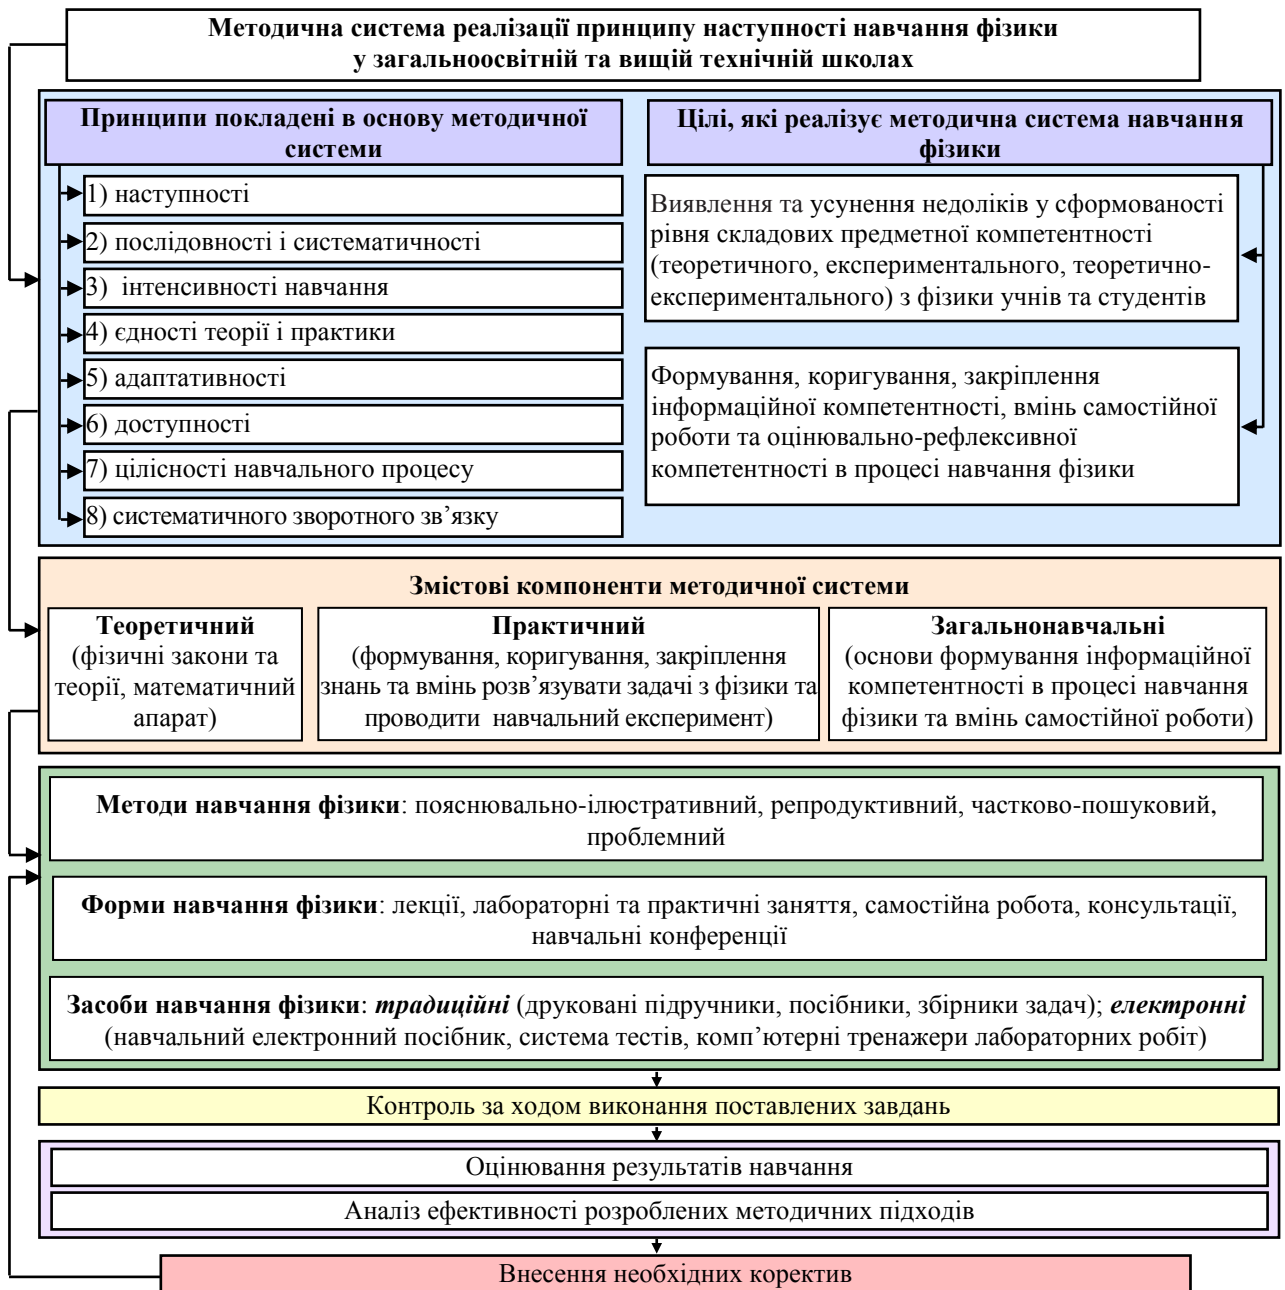 Методична система реалізації принципу наступності навчання фізики
у загальноосвітній та вищій технічній школах
Принципи покладені в основу методичної
системи
1) наступності
2) послідовності і систематичності
3) інтенсивності навчання
4) єдності теорії і практики
5) адаптативності
6) доступності
7) цілісності навчального процесу
8) систематичного зворотного зв’язку
Цілі, які реалізує методична система навчання
фізики
Виявлення та усунення недоліків у сформованості
рівня складових предметної компетентності
(теоретичного, експериментального, теоретично-
експериментального) з фізики учнів та студентів
Формування, коригування, закріплення
інформаційної компетентності, вмінь самостійної
роботи та оцінювально-рефлексивної
компетентності в процесі навчання фізики
Змістові компоненти методичної системи
Теоретичний
(фізичні закони та
теорії, математичний
апарат)
Практичний
(формування, коригування, закріплення
знань та вмінь розв’язувати задачі з фізики та
проводити навчальний експеримент)
Загальнонавчальні
(основи формування інформаційної
компетентності в процесі навчання
фізики та вмінь самостійної роботи)
Методи навчання фізики: пояснювально-ілюстративний, репродуктивний, частково-пошуковий,
проблемний
Форми навчання фізики: лекції, лабораторні та практичні заняття, самостійна робота, консультації,
навчальні конференції
Засоби навчання фізики: традиційні (друковані підручники, посібники, збірники задач); електронні
(навчальний електронний посібник, система тестів, комп’ютерні тренажери лабораторних робіт)
Контроль за ходом виконання поставлених завдань
Оцінювання результатів навчання
Аналіз ефективності розроблених методичних підходів
Внесення необхідних коректив